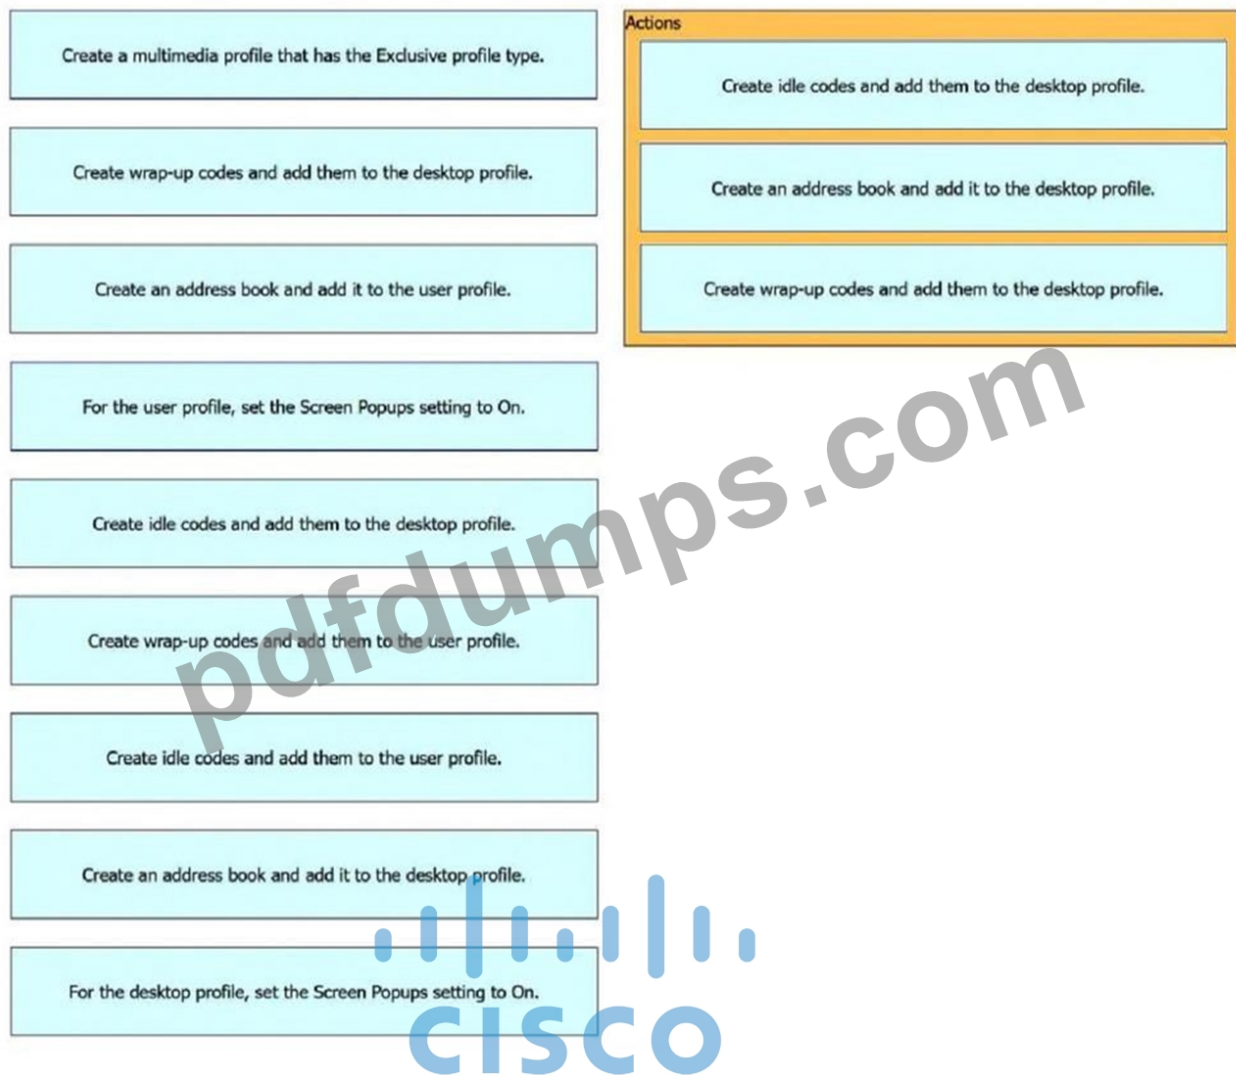 Create a multimedia profile that has the Exclusive profile type.
Create wrap-up codes and add them to the desktop profile.
Create an address book and add it to the user profile.
For the user profile, set the Screen Popups setting to On.
Create idle codes and add them to the desktop profile.
Create wrap-up codes and add them to the user profile.
Create idle codes and add them to the user profile.
Create an address book and add it to the desktop profile.
For the desktop profile, set the Screen Popups setting to On.
Actions
Create idle codes and add them to the desktop profile.
Create an address book and add it to the desktop profile.
Create wrap-up codes and add them to the desktop profile.
pdfdumps.com
CISCO